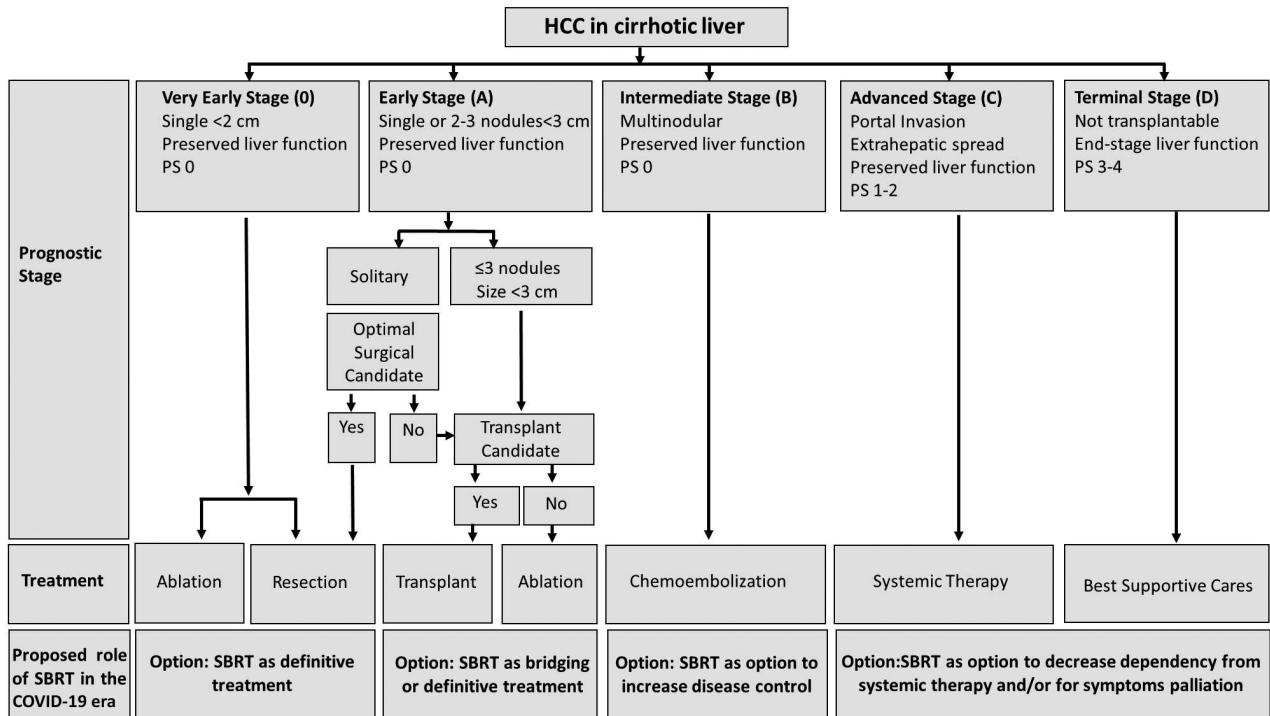 HCC in cirrhotic liver
Very Early Stage (0)
Single <2 cm
Preserved liver function
PS 0
Early Stage (A)
Single or 2-3 nodules<3 cm
Preserved liver function
PS 0
Intermediate Stage (B)
Multinodular
Preserved liver function
PS 0
Advanced Stage (C)
Portal Invasion
Extrahepatic spread
Preserved liver function
PS 1-2
Terminal Stage (D)
Not transplantable
End-stage liver function
PS 3-4
Prognostic
Stage
Solitary
≤3 nodules
Size <3 cm
Optimal
Surgical
Candidate
Yes
No
Transplant
Candidate
Yes
No
Treatment
Ablation
Resection
Transplant
Ablation
Chemoembolization
Systemic Therapy
Best Supportive Cares
Proposed role
of SBRT in the
COVID-19 era
Option: SBRT as definitive
treatment
Option: SBRT as bridging
or definitive treatment
Option: SBRT as option to
increase disease control
Option:SBRT as option to decrease dependency from
systemic therapy and/or for symptoms palliation